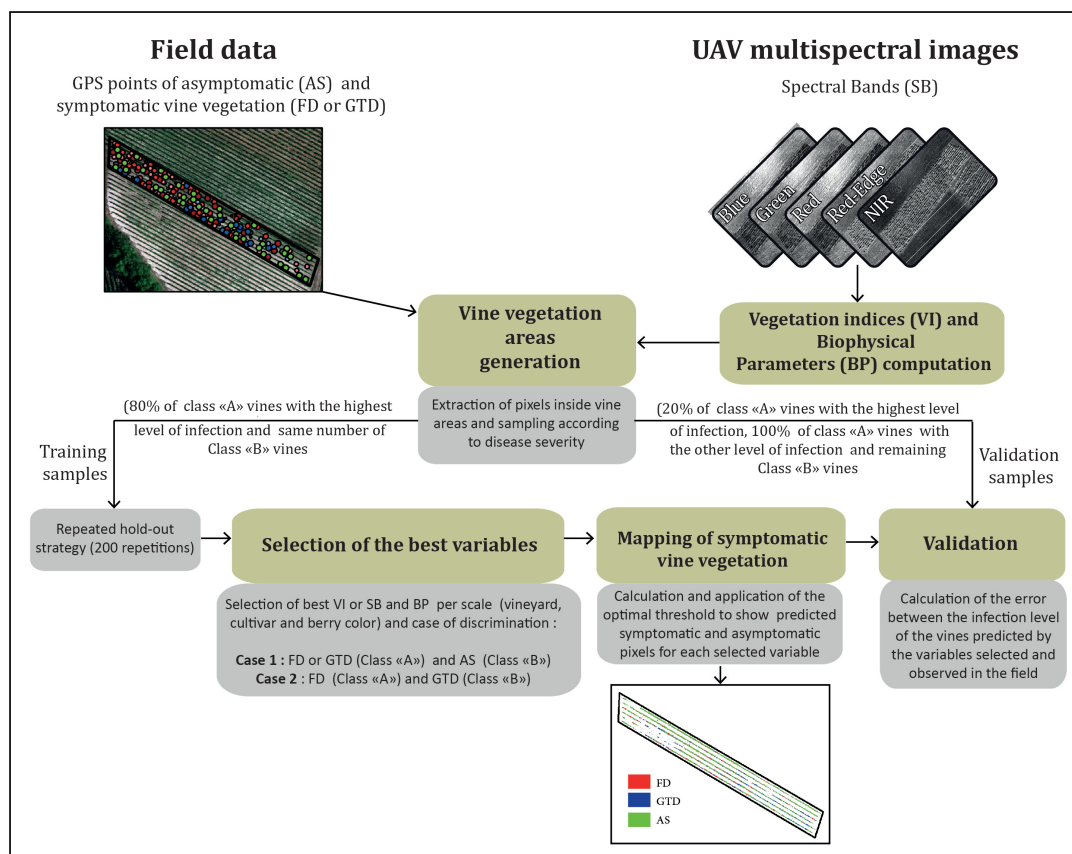 Field data
GPS points of asymptomatic (AS) and
symptomatic vine vegetation (FD or GTD)
UAV multispectral images
Spectral Bands (SB)
Blue
Green
Red
Red-Edge
NIR
Vine vegetation
areas
generation
Vegetation indices (VI) and
Biophysical
Parameters (BP) computation
Extraction of pixels inside vine
areas and sampling according
to disease severity
(80% of class «A» vines with the highest
level of infection and same number of
Class «B» vines
(20% of class «A» vines with the highest level
of infection, 100% of class «A» vines with
the other level of infection and remaining
Class «B» vines
Training
samples
Validation
samples
Repeated hold-out
strategy (200 repetitions)
Selection of the best variables
Selection of best VI or SB and BP per scale (vineyard,
cultivar and berry color) and case of discrimination :
Case 1 : FD or GTD (Class «A») and AS (Class «B»)
Case 2 : FD (Class «A») and GTD (Class «B»)
Mapping of symptomatic
vine vegetation
Calculation and application of the
optimal threshold to show predicted
symptomatic and asymptomatic
pixels for each selected variable
Validation
Calculation of the error
between the infection level
of the vines predicted by
the variables selected and
observed in the field
FD
GTD
AS